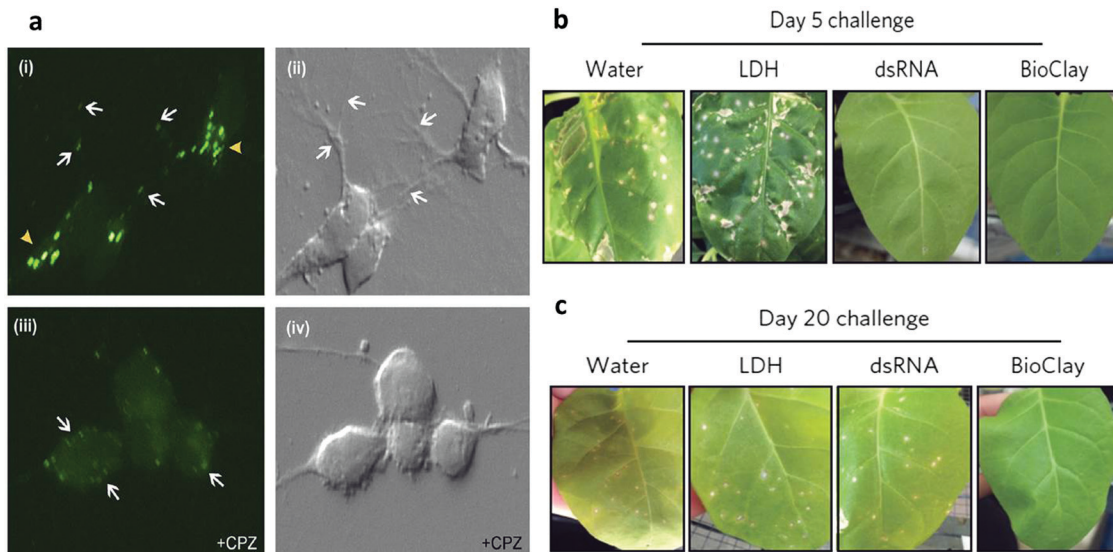 a
(i)
(ii)
(iii)
+CPZ
(iv)
+CPZ
b
Day 5 challenge
Water LDH dsRNA BioClay
c
Day 20 challenge
Water LDH dsRNA BioClay